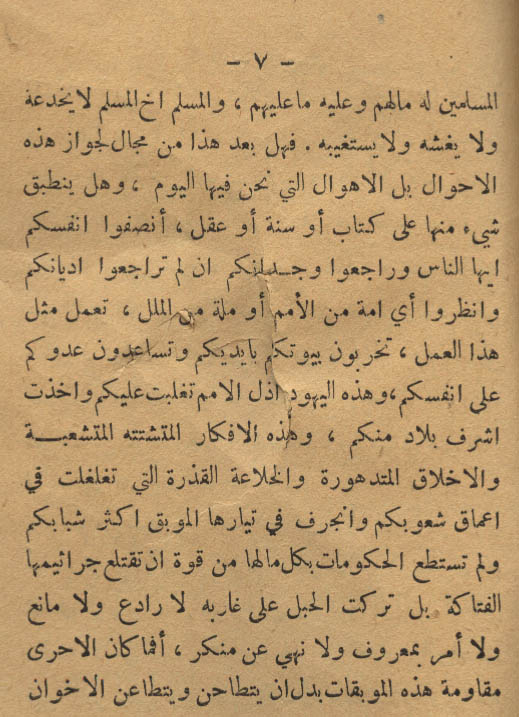 - ٧ -
المسلمين له مالهم وعليه ماعليهم ، والمسلم اخ المسلم لايخدعة
ولا يغشه ولايستغيبه . فهل بعد هذا من مجال لجواز هذه
الاحوال بل الاهوال التي نحن فيها اليوم ، وهل ينطبق
شيء منها على كتاب أو سنة أو عقل ، أنصفوا انفسكم
ايها الناس وراجعوا وجدانكم ان لم تراجعوا اديانكم
وانظروا أي امة من الأمم أو ملة من الملل ، تعمل مثل
هذا العمل ، تخربون بيوتكم بايديكم وتساعدون عدوكم
على انفسكم،وهذه اليهود اذل الامم تغلبت عليكم واخذت
اشرف بلاد منكم ، وهذه الافكار المتشتته المتشعبة
والاخلاق المتدهورة والخلاعة القذرة التي تغلغلت في
اعماق شعوبكم وانجرف في تيارها الموبق اكثر شبابكم
ولم تستطع الحكومات بكل مالها من قوة ان تقتلع جراثيمها
الفتاكة بل تركت الحبل على غاربه لا رادع ولا مانع
ولا أمر بمعروف ولا نهي عن منكر ، أفما كان الاحرى
مقاومة هذه الموبقات بدل ان يتطاحن ويتطاعن الاخوان